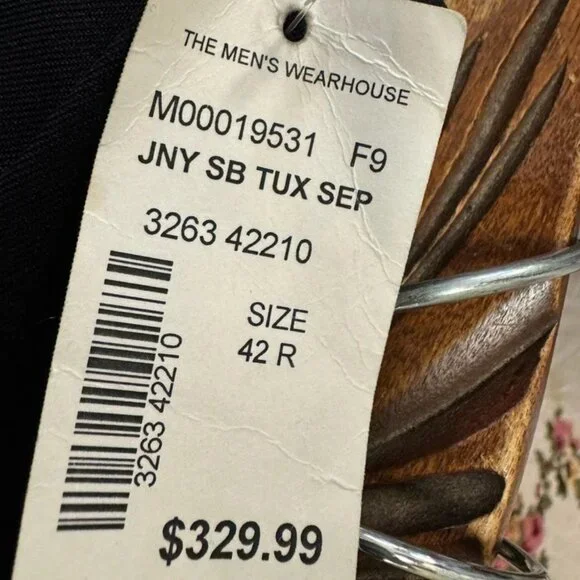 THE MEN'S WEARHOUSE
M00019531 F9
JNY SB TUX SEP
3263 42210
SIZE
42 R
3263 42210
$329.99